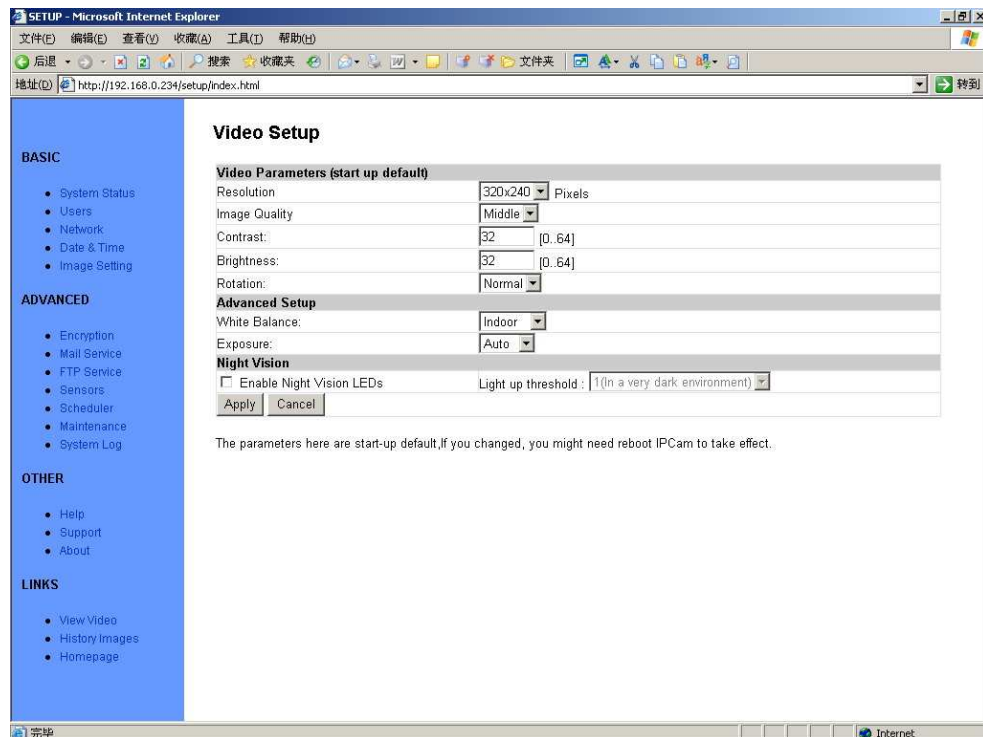 SETUP - Microsoft Internet Explorer
文件(F) 编辑(E) 查看(V) 收藏(A) 工具(T) 帮助(H)
后退 搜索 收藏夹 文件夹
地址(D) http://192.168.0.234/setup/index.html 转到
BASIC
System Status
Users
Network
Date & Time
Image Setting
ADVANCED
Encryption
Mail Service
FTP Service
Sensors
Scheduler
Maintenance
System Log
OTHER
Help
Support
About
LINKS
View Video
History Images
Homepage
Video Setup
Video Parameters (start up default)
Resolution 320x240 Pixels
Image Quality Middle
Contrast: 32 [0..64]
Brightness: 32 [0..64]
Rotation: Normal
Advanced Setup
White Balance: Indoor
Exposure: Auto
Night Vision
Enable Night Vision LEDs Light up threshold : 1(In a very dark environment)
Apply Cancel
The parameters here are start-up default,If you changed, you might need reboot IPCam to take effect.
完毕 Internet